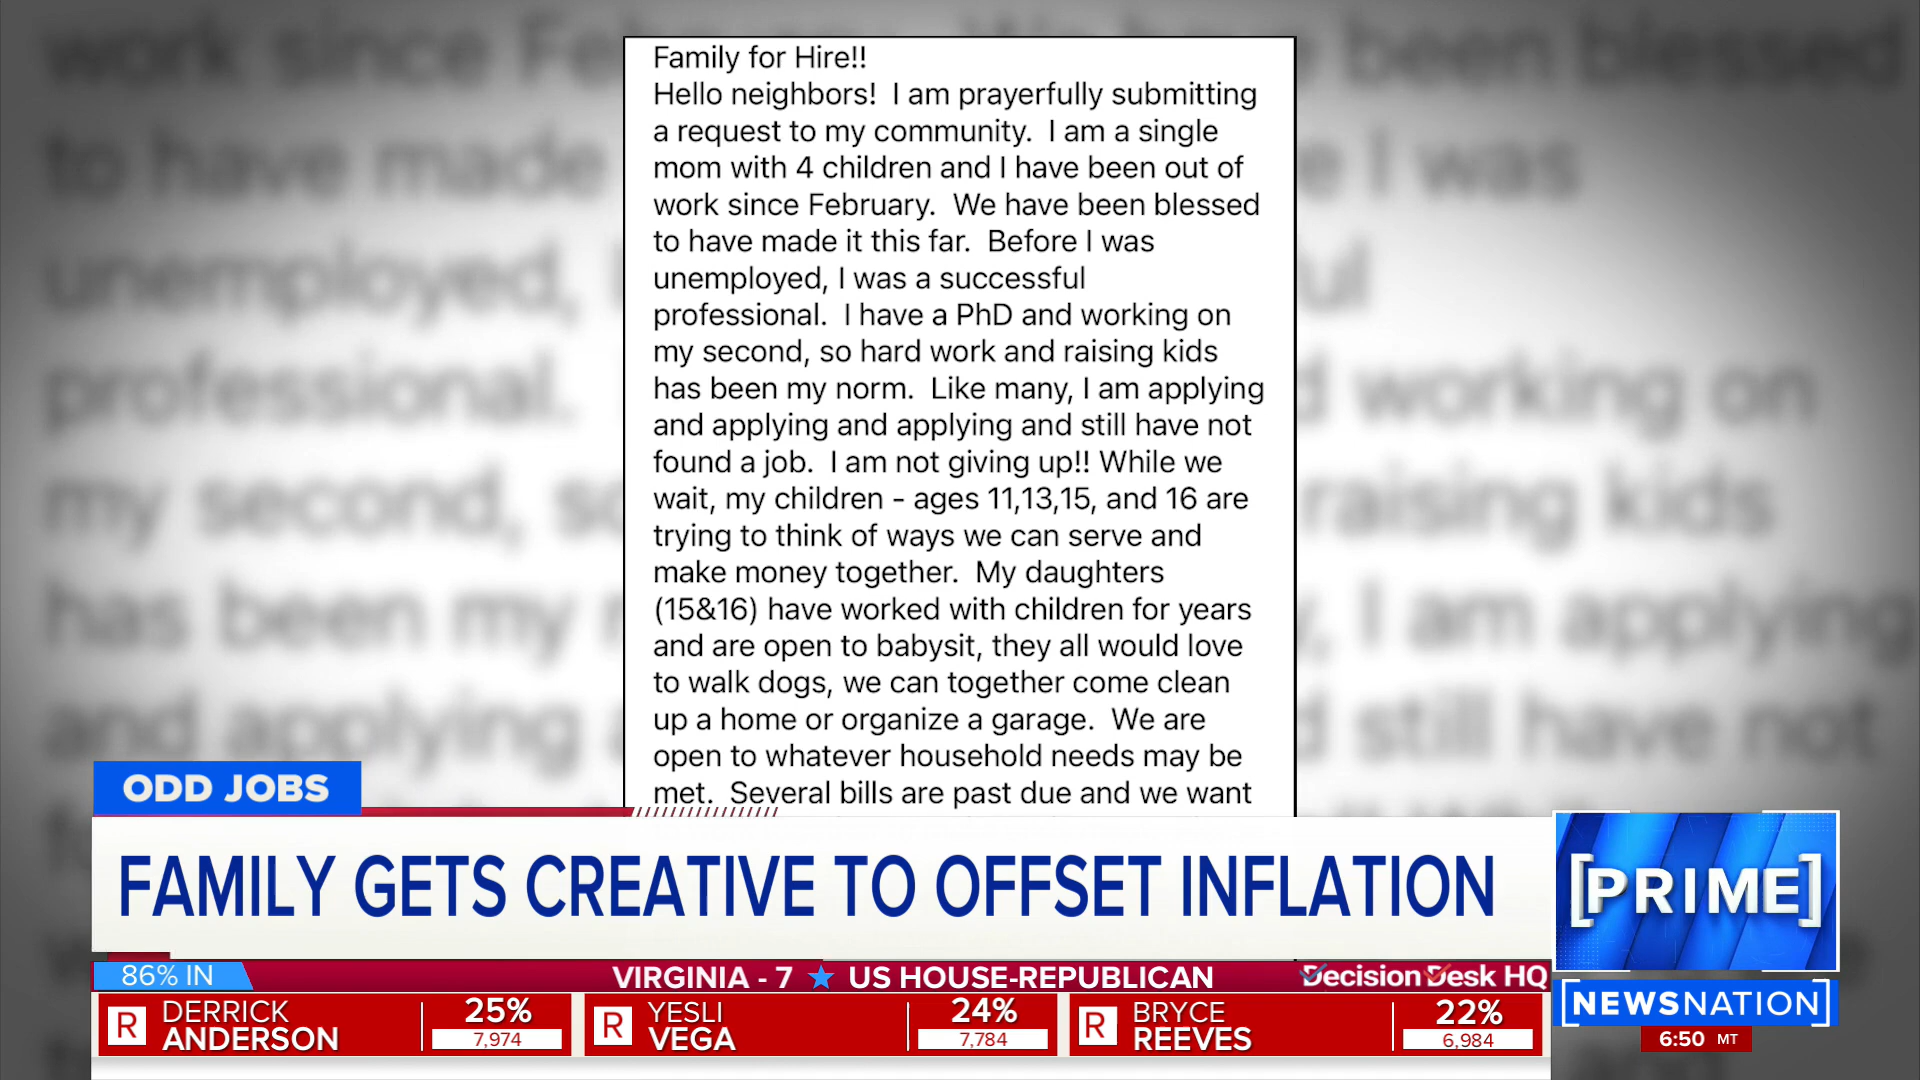 Family for Hire!!
Hello neighbors!  I am prayerfully submitting
a request to my community.  I am a single
mom with 4 children and I have been out of
work since February.  We have been blessed
to have made it this far.  Before I was
unemployed, I was a successful
professional.  I have a PhD and working on
my second, so hard work and raising kids
has been my norm.  Like many, I am applying
and applying and applying and still have not
found a job.  I am not giving up!! While we
wait, my children - ages 11,13,15, and 16 are
trying to think of ways we can serve and
make money together.  My daughters
(15&16) have worked with children for years
and are open to babysit, they all would love
to walk dogs, we can together come clean
up a home or organize a garage.  We are
open to whatever household needs may be
met.  Several bills are past due and we want
ODD JOBS
FAMILY GETS CREATIVE TO OFFSET INFLATION
[PRIME]
86% IN
VIRGINIA - 7 ★ US HOUSE-REPUBLICAN
Decision Desk HQ
R DERRICK ANDERSON 25% 7,974
R YESLI VEGA 24% 7,784
R BRYCE REEVES 22% 6,984
[NEWSNATION]
6:50 MT